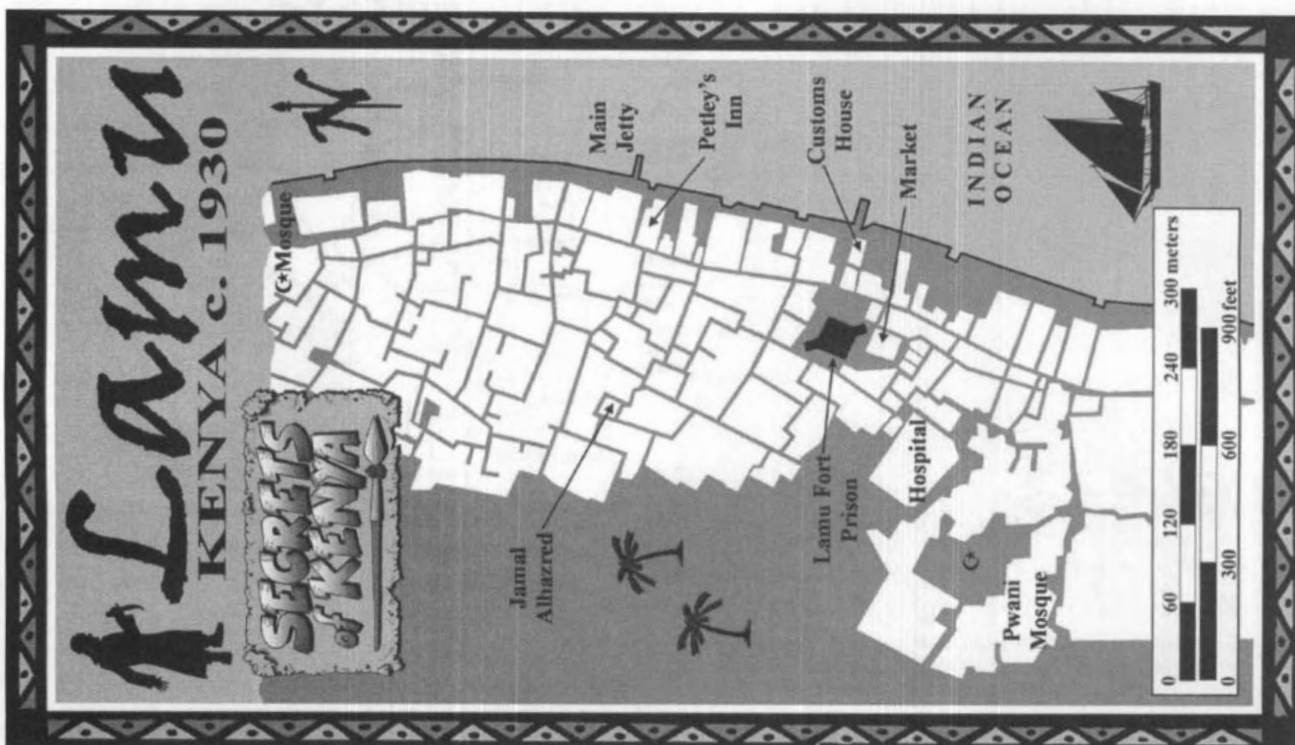 Lamu
KENYA c. 1930
SECRETS
of KENYA
N
Mosque
Main
Jetty
Petley's
Inn
Customs
House
Market
INDIAN
OCEAN
Jamal
Alhazred
Lamu Fort
Prison
Hospital
Pwani
Mosque
0 60 120 180 240 300 meters
0 300 600 900 feet